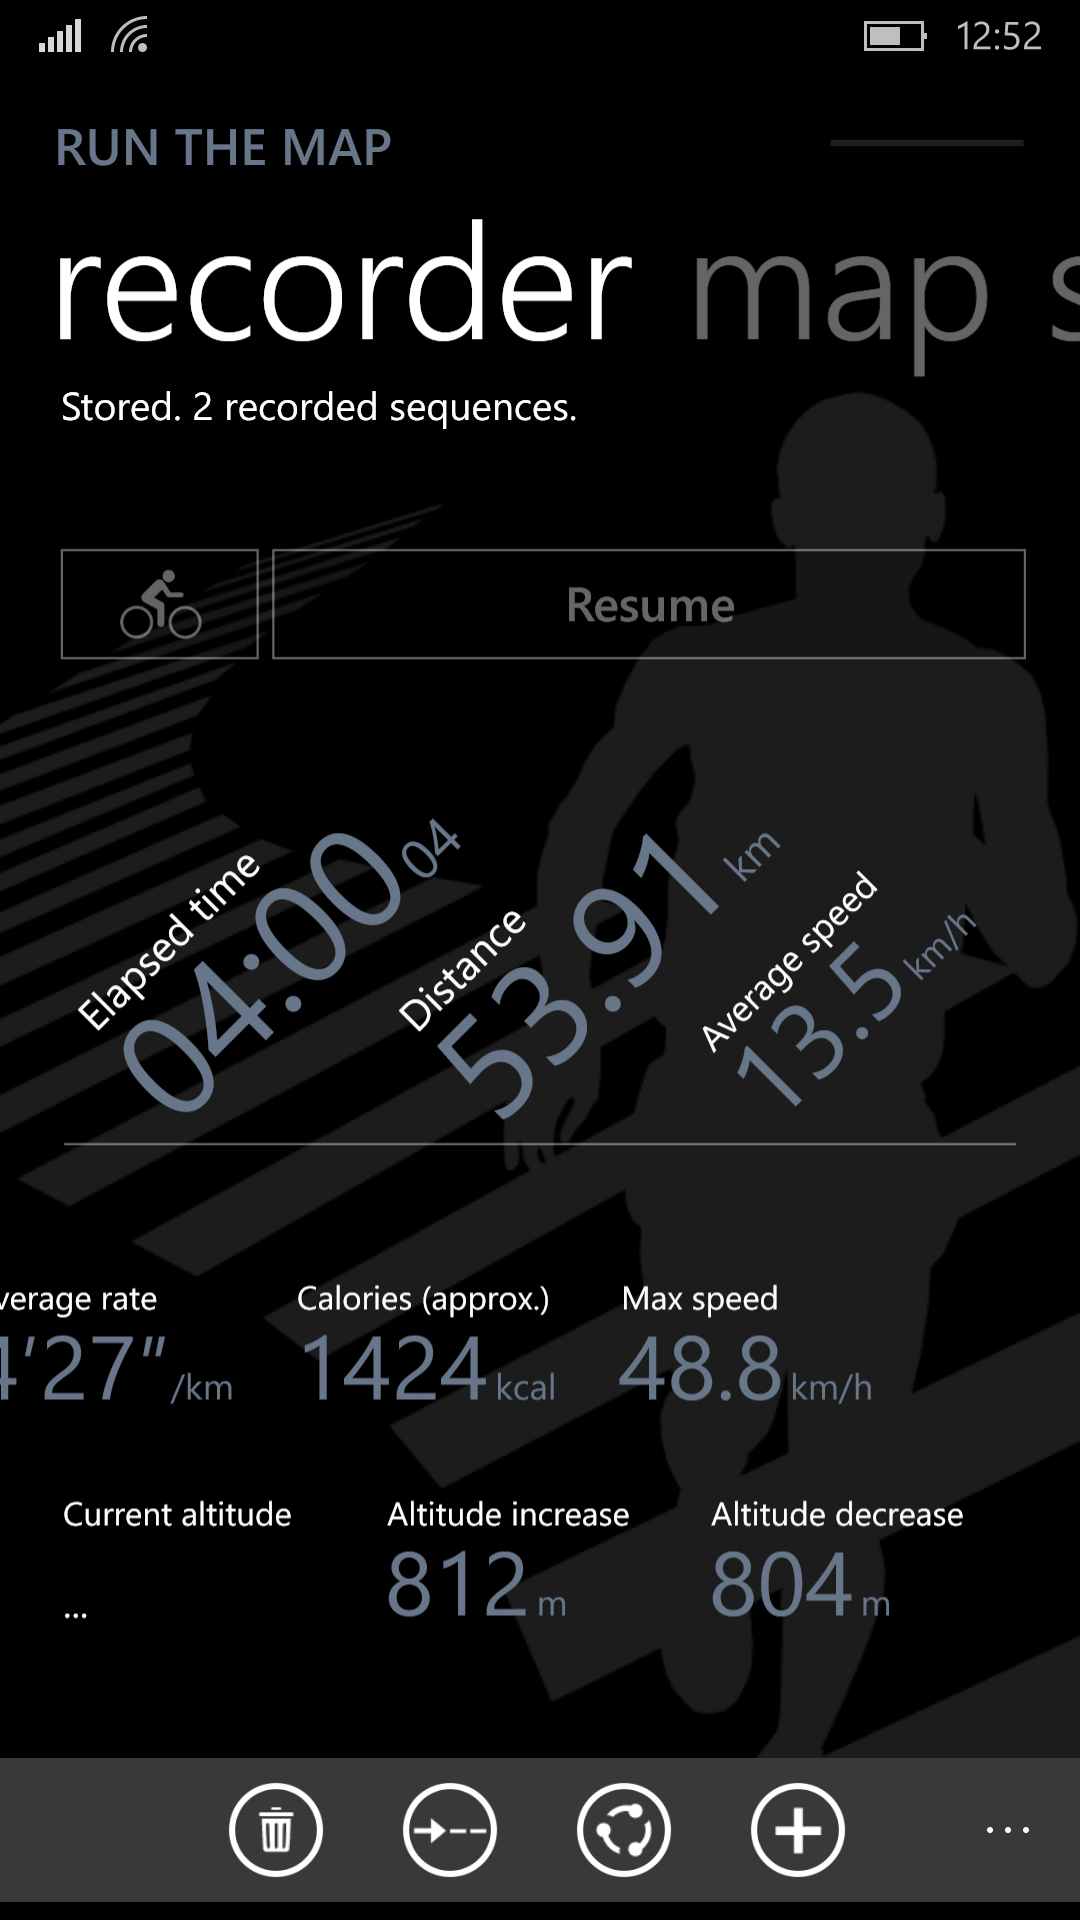 12:52
RUN THE MAP
recorder map s
Stored. 2 recorded sequences.
Resume
Elapsed time
04:00 04
Distance
53.91 km
Average speed
13.5 km/h
verage rate
4'27" /km
Calories (approx.)
1424 kcal
Max speed
48.8 km/h
Current altitude
...
Altitude increase
812 m
Altitude decrease
804 m
...